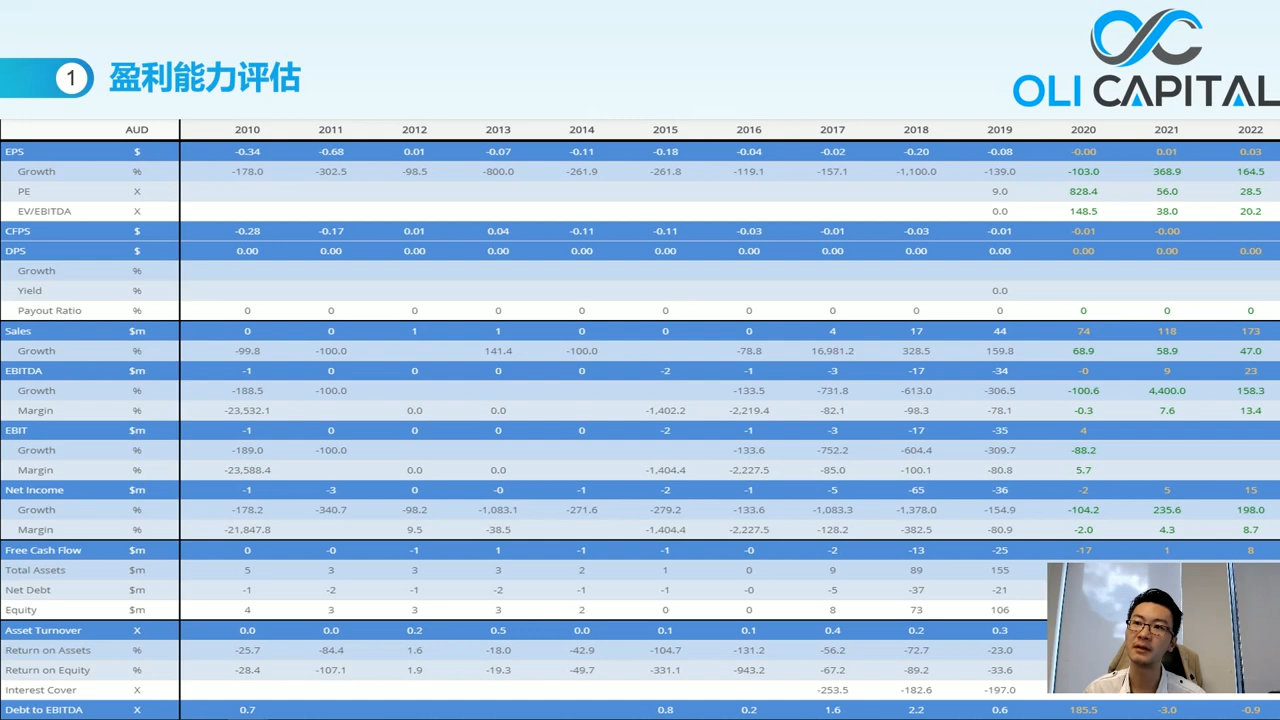 OLI CAPITAL
1 盈利能力评估
AUD 2010 2011 2012 2013 2014 2015 2016 2017 2018 2019 2020 2021 2022
EPS $ -0.34 -0.68 0.01 -0.07 -0.11 -0.18 -0.04 -0.02 -0.20 -0.08 -0.00 0.01 0.03
Growth % -178.0 -302.5 -98.5 -800.0 -261.9 -261.8 -119.1 -157.1 -1,100.0 -139.0 -103.0 368.9 164.5
PE X 9.0 828.4 56.0 28.5
EV/EBITDA X 0.0 148.5 38.0 20.2
CFPS $ -0.28 -0.17 0.01 0.04 -0.11 -0.11 -0.03 -0.01 -0.03 -0.01 -0.01 -0.00
DPS $ 0.00 0.00 0.00 0.00 0.00 0.00 0.00 0.00 0.00 0.00 0.00 0.00 0.00
Growth %
Yield % 0.0
Payout Ratio % 0 0 0 0 0 0 0 0 0 0 0 0 0
Sales $m 0 0 1 1 0 0 0 4 17 44 74 118 173
Growth % -99.8 -100.0 141.4 -100.0 -78.8 16,981.2 328.5 159.8 68.9 58.9 47.0
EBITDA $m -1 0 0 0 0 -2 -1 -3 -17 -34 -0 9 23
Growth % -188.5 -100.0 -133.5 -731.8 -613.0 -306.5 -100.6 4,400.0 158.3
Margin % -23,532.1 0.0 0.0 -1,402.2 -2,219.4 -82.1 -98.3 -78.1 -0.3 7.6 13.4
EBIT $m -1 0 0 0 0 -2 -1 -3 -17 -35 4
Growth % -189.0 -100.0 -133.6 -752.2 -604.4 -309.7 -88.2
Margin % -23,588.4 0.0 0.0 -1,404.4 -2,227.5 -85.0 -100.1 -80.8 5.7
Net Income $m -1 -3 0 -0 -1 -2 -1 -5 -65 -36 -2 5 15
Growth % -178.2 -340.7 -98.2 -1,083.1 -271.6 -279.2 -133.6 -1,083.3 -1,378.0 -154.9 -104.2 235.6 198.0
Margin % -21,847.8 9.5 -38.5 -1,404.4 -2,227.5 -128.2 -382.5 -80.9 -2.0 4.3 8.7
Free Cash Flow $m 0 -0 -1 1 -1 -1 -0 -2 -13 -25 -17 1 8
Total Assets $m 5 3 3 3 2 1 0 9 89 155
Net Debt $m -1 -2 -1 -2 -1 -1 -0 -5 -37 -21
Equity $m 4 3 3 3 2 0 0 8 73 106
Asset Turnover X 0.0 0.0 0.2 0.5 0.0 0.1 0.1 0.4 0.2 0.3
Return on Assets % -25.7 -84.4 1.6 -18.0 -42.9 -104.7 -131.2 -56.2 -72.7 -23.0
Return on Equity % -28.4 -107.1 1.9 -19.3 -49.7 -331.1 -943.2 -67.2 -89.2 -33.6
Interest Cover X -253.5 -182.6 -197.0
Debt to EBITDA X 0.7 0.8 0.2 1.6 2.2 0.6 185.5 -3.0 -0.9